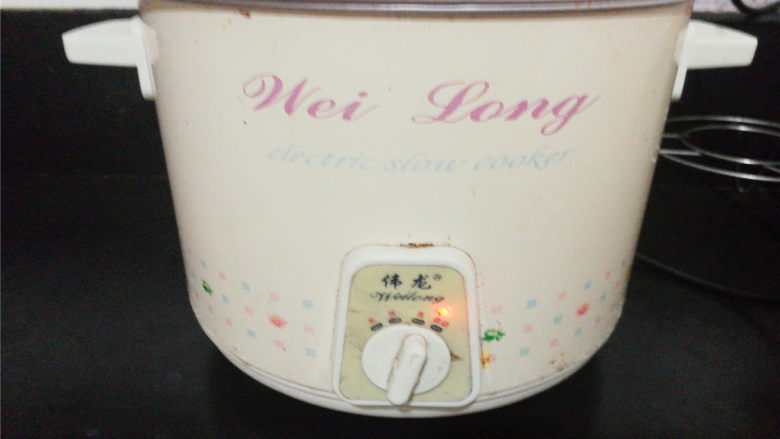 Wei Long
electric slow cooker
伟龙®
Weilong